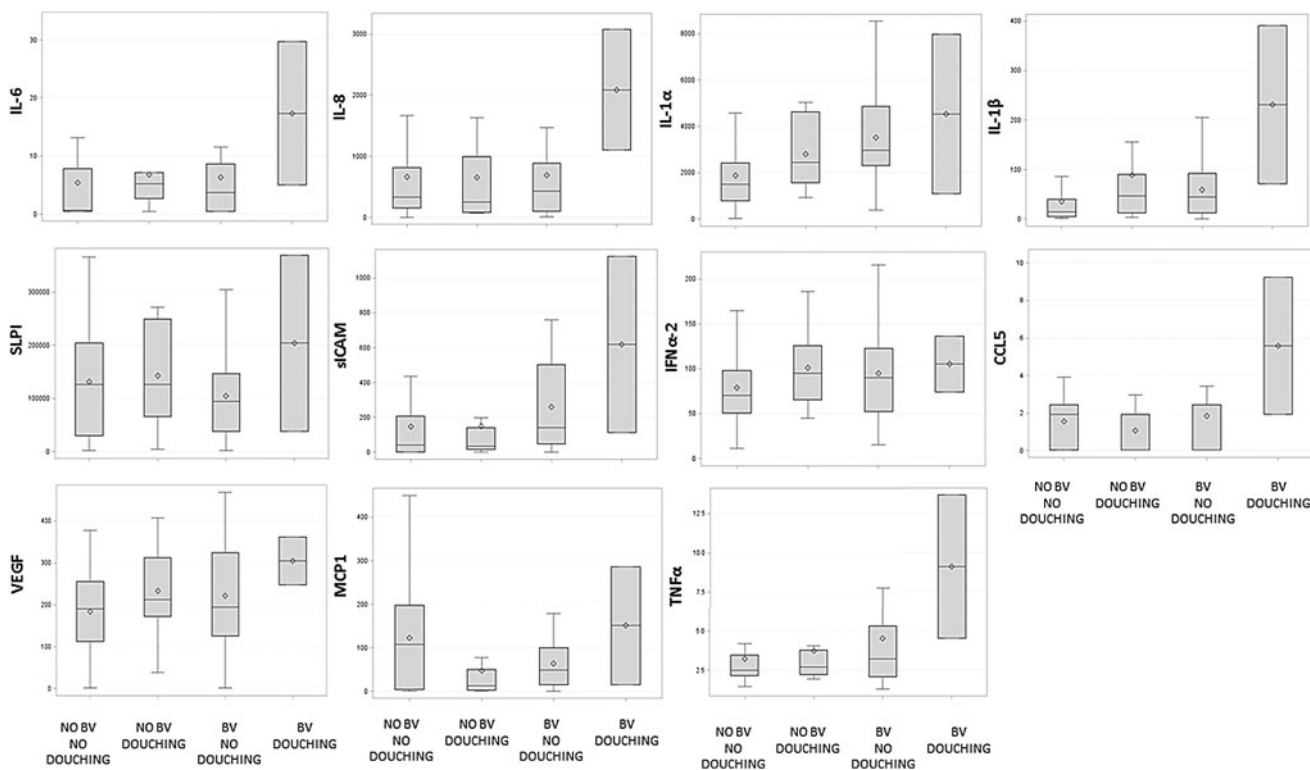 IL-6
30
20
10
0
IL-8
3000
2000
1000
0
IL-1α
8000
6000
4000
2000
0
IL-1β
400
300
200
100
0
SLPI
300000
200000
100000
0
sICAM
1000
800
600
400
200
0
IFNα-2
200
150
100
50
0
CCL5
10
8
6
4
2
0
NO BV
NO
DOUCHING
NO BV
DOUCHING
BV
NO
DOUCHING
BV
DOUCHING
VEGF
400
300
200
100
0
MCP1
400
300
200
100
0
TNFα
12.5
10.0
7.5
5.0
2.5
NO BV
NO
DOUCHING
NO BV
DOUCHING
BV
NO
DOUCHING
BV
DOUCHING
NO BV
NO
DOUCHING
NO BV
DOUCHING
BV
NO
DOUCHING
BV
DOUCHING
NO BV
NO
DOUCHING
NO BV
DOUCHING
BV
NO
DOUCHING
BV
DOUCHING